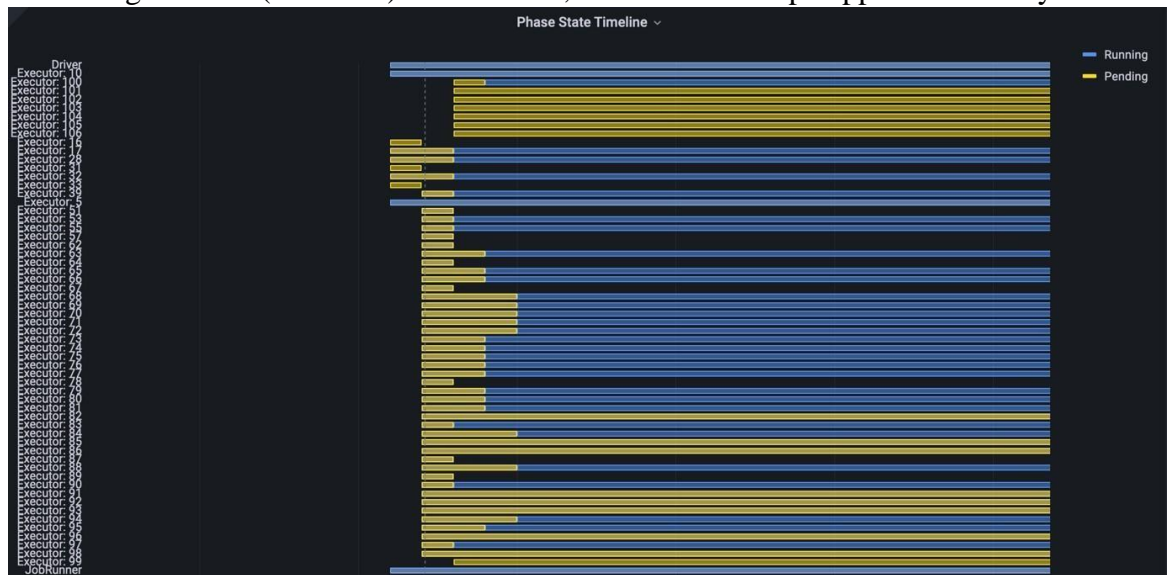 Phase State Timeline
Running
Pending
Driver
Executor: 10
Executor: 100
Executor: 101
Executor: 102
Executor: 103
Executor: 104
Executor: 105
Executor: 106
Executor: 16
Executor: 17
Executor: 28
Executor: 31
Executor: 32
Executor: 33
Executor: 39
Executor: 5
Executor: 51
Executor: 53
Executor: 55
Executor: 57
Executor: 62
Executor: 63
Executor: 64
Executor: 65
Executor: 66
Executor: 67
Executor: 68
Executor: 69
Executor: 70
Executor: 71
Executor: 72
Executor: 73
Executor: 74
Executor: 75
Executor: 76
Executor: 77
Executor: 78
Executor: 79
Executor: 80
Executor: 81
Executor: 82
Executor: 83
Executor: 84
Executor: 85
Executor: 86
Executor: 87
Executor: 88
Executor: 89
Executor: 90
Executor: 91
Executor: 92
Executor: 93
Executor: 94
Executor: 95
Executor: 96
Executor: 97
Executor: 98
Executor: 99
JobRunner